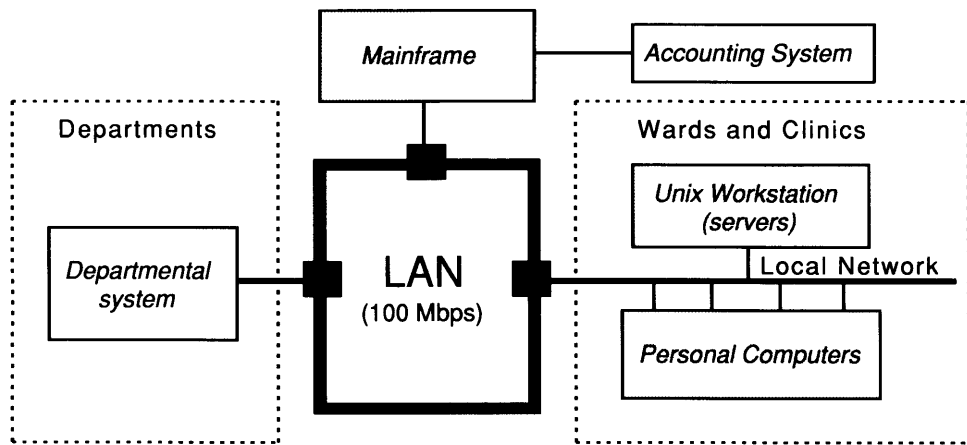 Mainframe
Accounting System
Departments
Wards and Clinics
Unix Workstation
(servers)
Departmental
system
LAN
(100 Mbps)
Local Network
Personal Computers